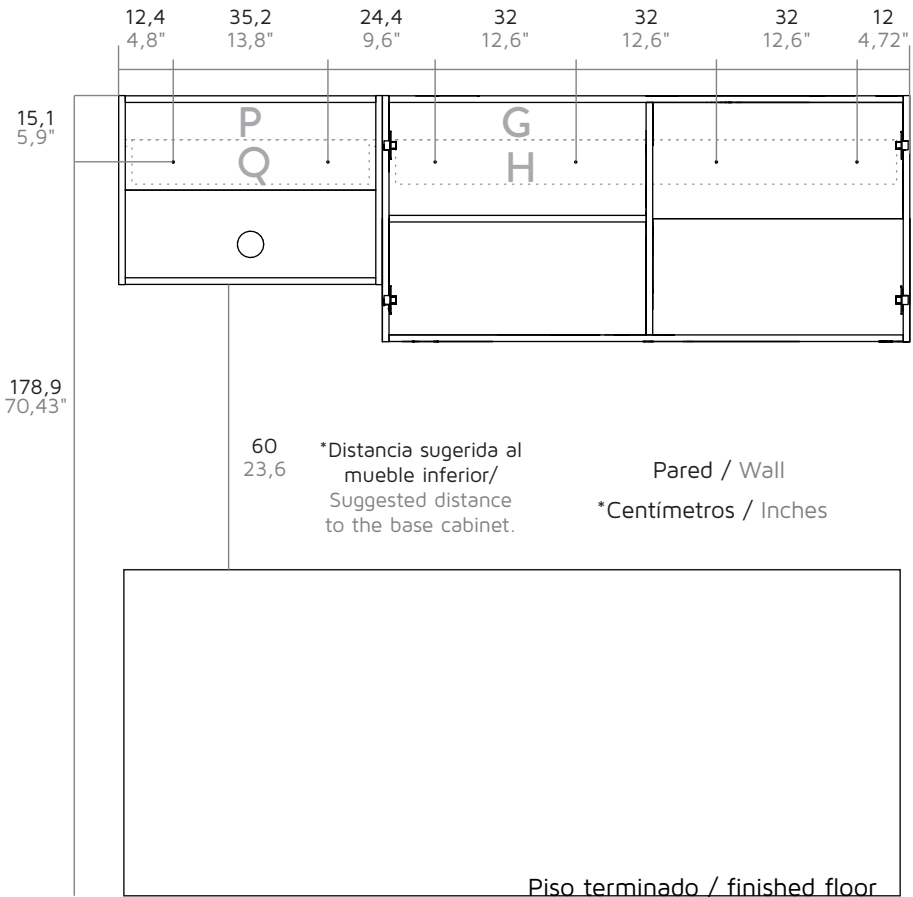 12,4 35,2 24,4 32 32 32 12
4,8" 13,8" 9,6" 12,6" 12,6" 12,6" 4,72"
15,1
5,9"
P G
Q H
178,9
70,43"
60
23,6
*Distancia sugerida al
mueble inferior/
Suggested distance
to the base cabinet.
Pared / Wall
*Centímetros / Inches
Piso terminado / finished floor